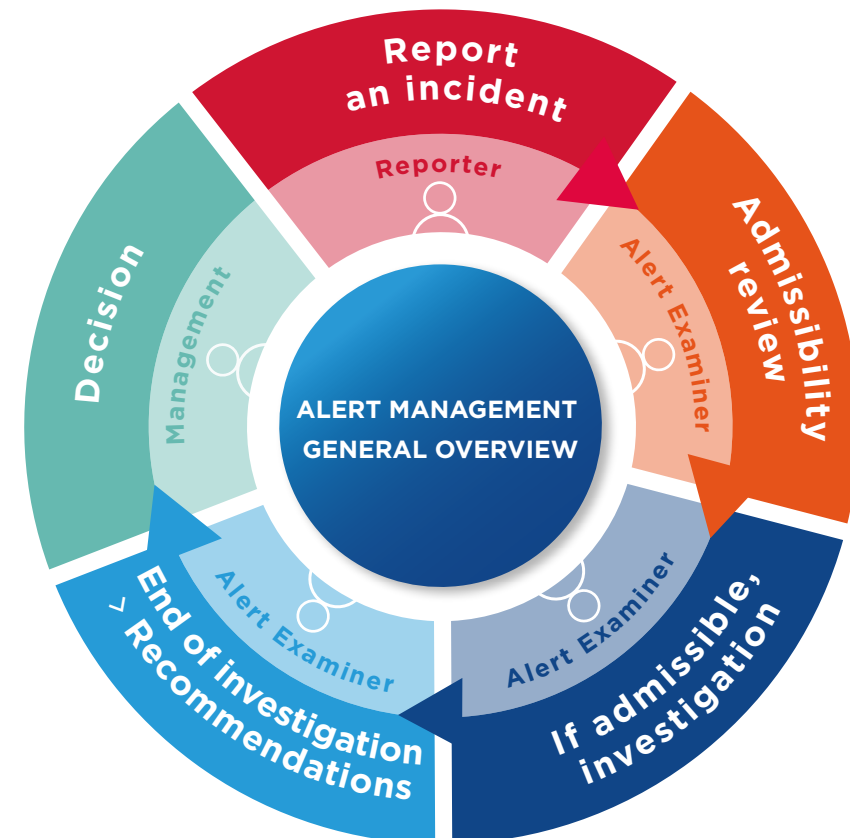 Report
an incident
Reporter
Admissibility
review
Alert Examiner
If admissible,
investigation
Alert Examiner
End of investigation
> Recommendations
Alert Examiner
Decision
Management
ALERT MANAGEMENT
GENERAL OVERVIEW